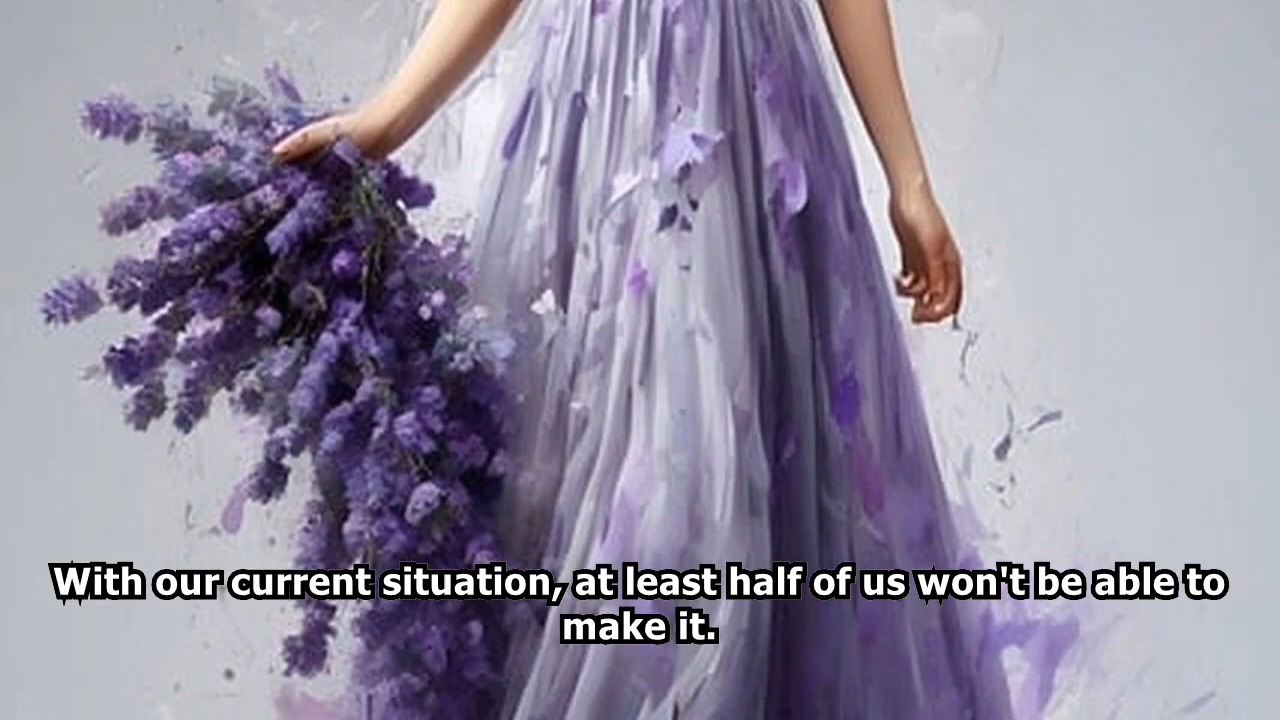 With our current situation, at least half of us won't be able to
make it.